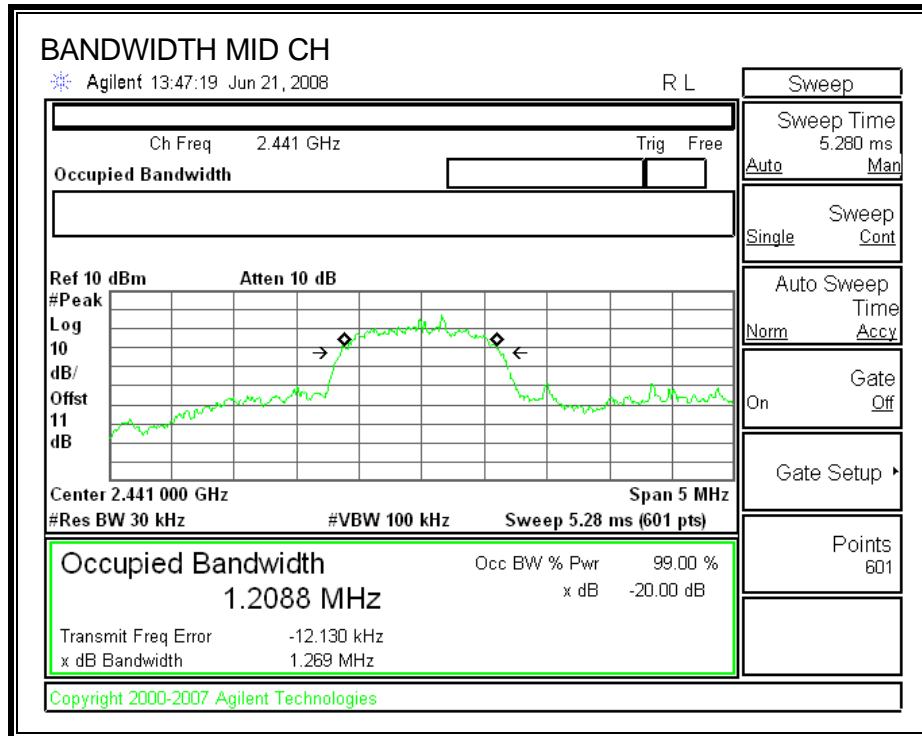 BANDWIDTH MID CH
Agilent 13:47:19 Jun 21, 2008 R L
Ch Freq 2.441 GHz Trig Free
Occupied Bandwidth
Ref 10 dBm Atten 10 dB
#Peak
Log
10
dB/
Offst
11
dB
Center 2.441 000 GHz Span 5 MHz
#Res BW 30 kHz #VBW 100 kHz Sweep 5.28 ms (601 pts)
Occupied Bandwidth Occ BW % Pwr 99.00 %
1.2088 MHz x dB -20.00 dB
Transmit Freq Error -12.130 kHz
x dB Bandwidth 1.269 MHz
Copyright 2000-2007 Agilent Technologies
Sweep
Sweep Time
5.280 ms
Auto Man
Sweep
Single Cont
Auto Sweep
Time
Norm Accy
Gate
On Off
Gate Setup
Points
601